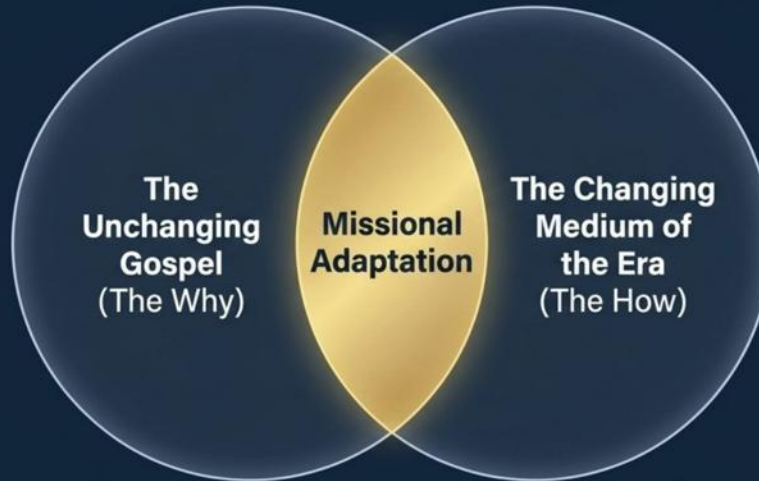 The
Unchanging
Gospel
(The Why)
Missional
Adaptation
The Changing
Medium of
the Era
(The How)